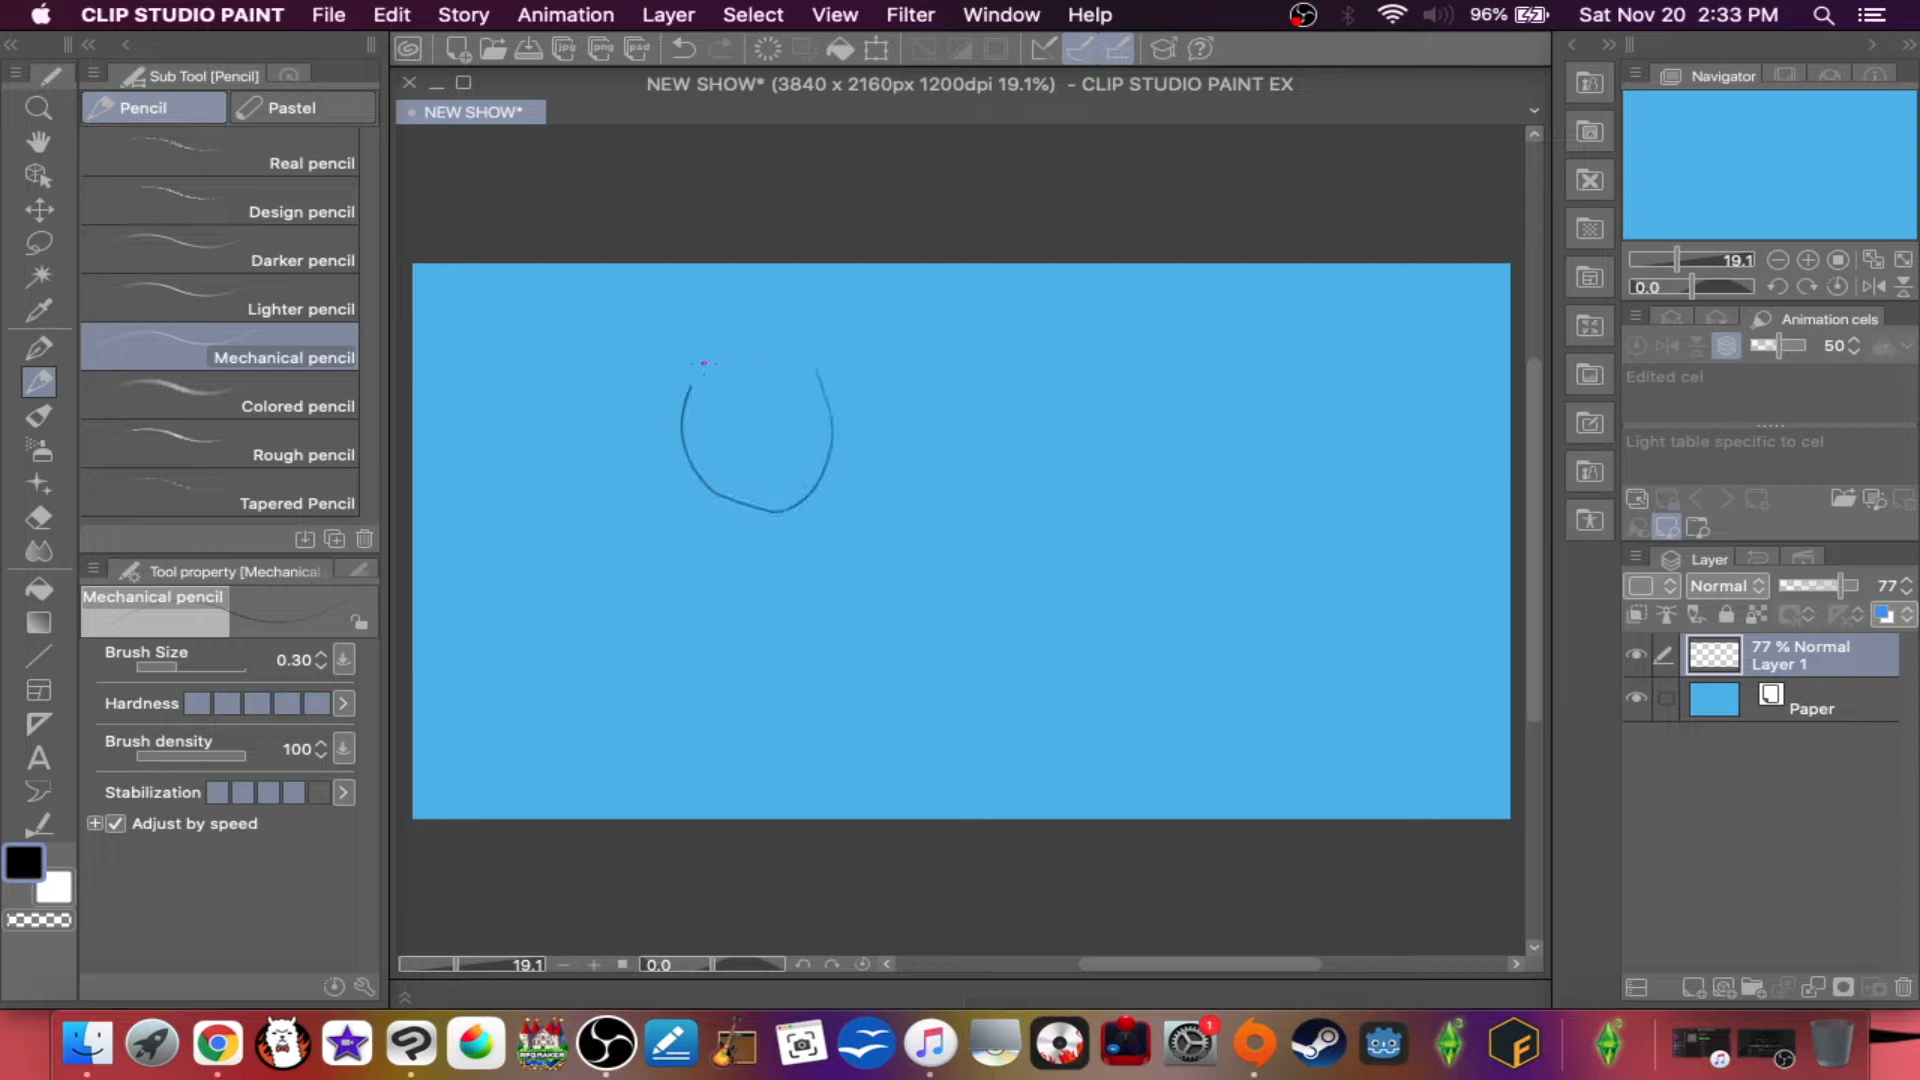 CLIP STUDIO PAINT File Edit Story Animation Layer Select View Filter Window Help 96% Sat Nov 20 2:33 PM
Sub Tool [Pencil]
Pencil Pastel
Real pencil
Design pencil
Darker pencil
Lighter pencil
Mechanical pencil
Colored pencil
Rough pencil
Tapered Pencil
Tool property [Mechanical
Mechanical pencil
Brush Size 0.30
Hardness
Brush density 100
Stabilization
Adjust by speed
jpg png psd
NEW SHOW* (3840 x 2160px 1200dpi 19.1%) - CLIP STUDIO PAINT EX
NEW SHOW*
19.1 0.0
Navigator
19.1
0.0
Animation cels
50
Edited cel
Light table specific to cel
Layer
Normal 77
77 % Normal
Layer 1
Paper
RPGMAKER
1